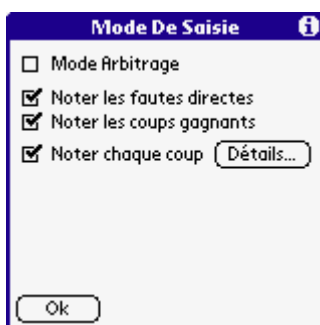 Mode De Saisie i
Mode Arbitrage
Noter les fautes directes
Noter les coups gagnants
Noter chaque coup Détails...
Ok